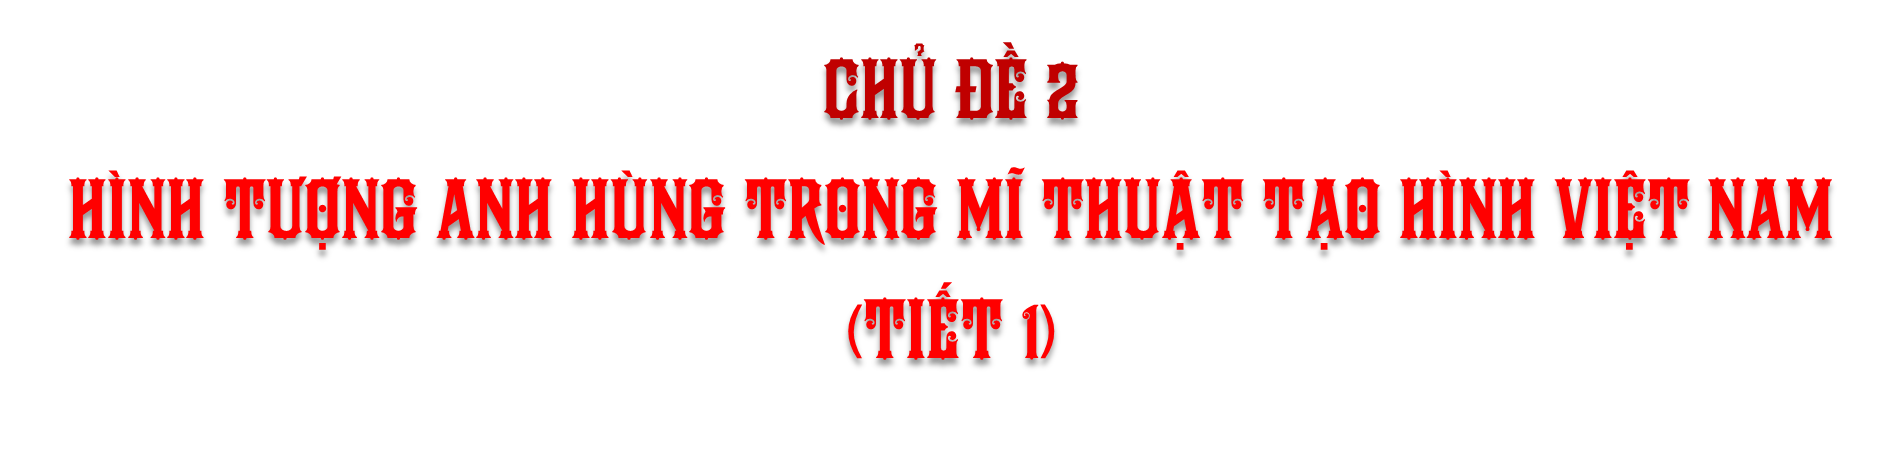 CHỦ ĐỀ 2
HÌNH TƯỢNG ANH HÙNG TRONG MĨ THUẬT TẠO HÌNH VIỆT NAM
(TIẾT 1)